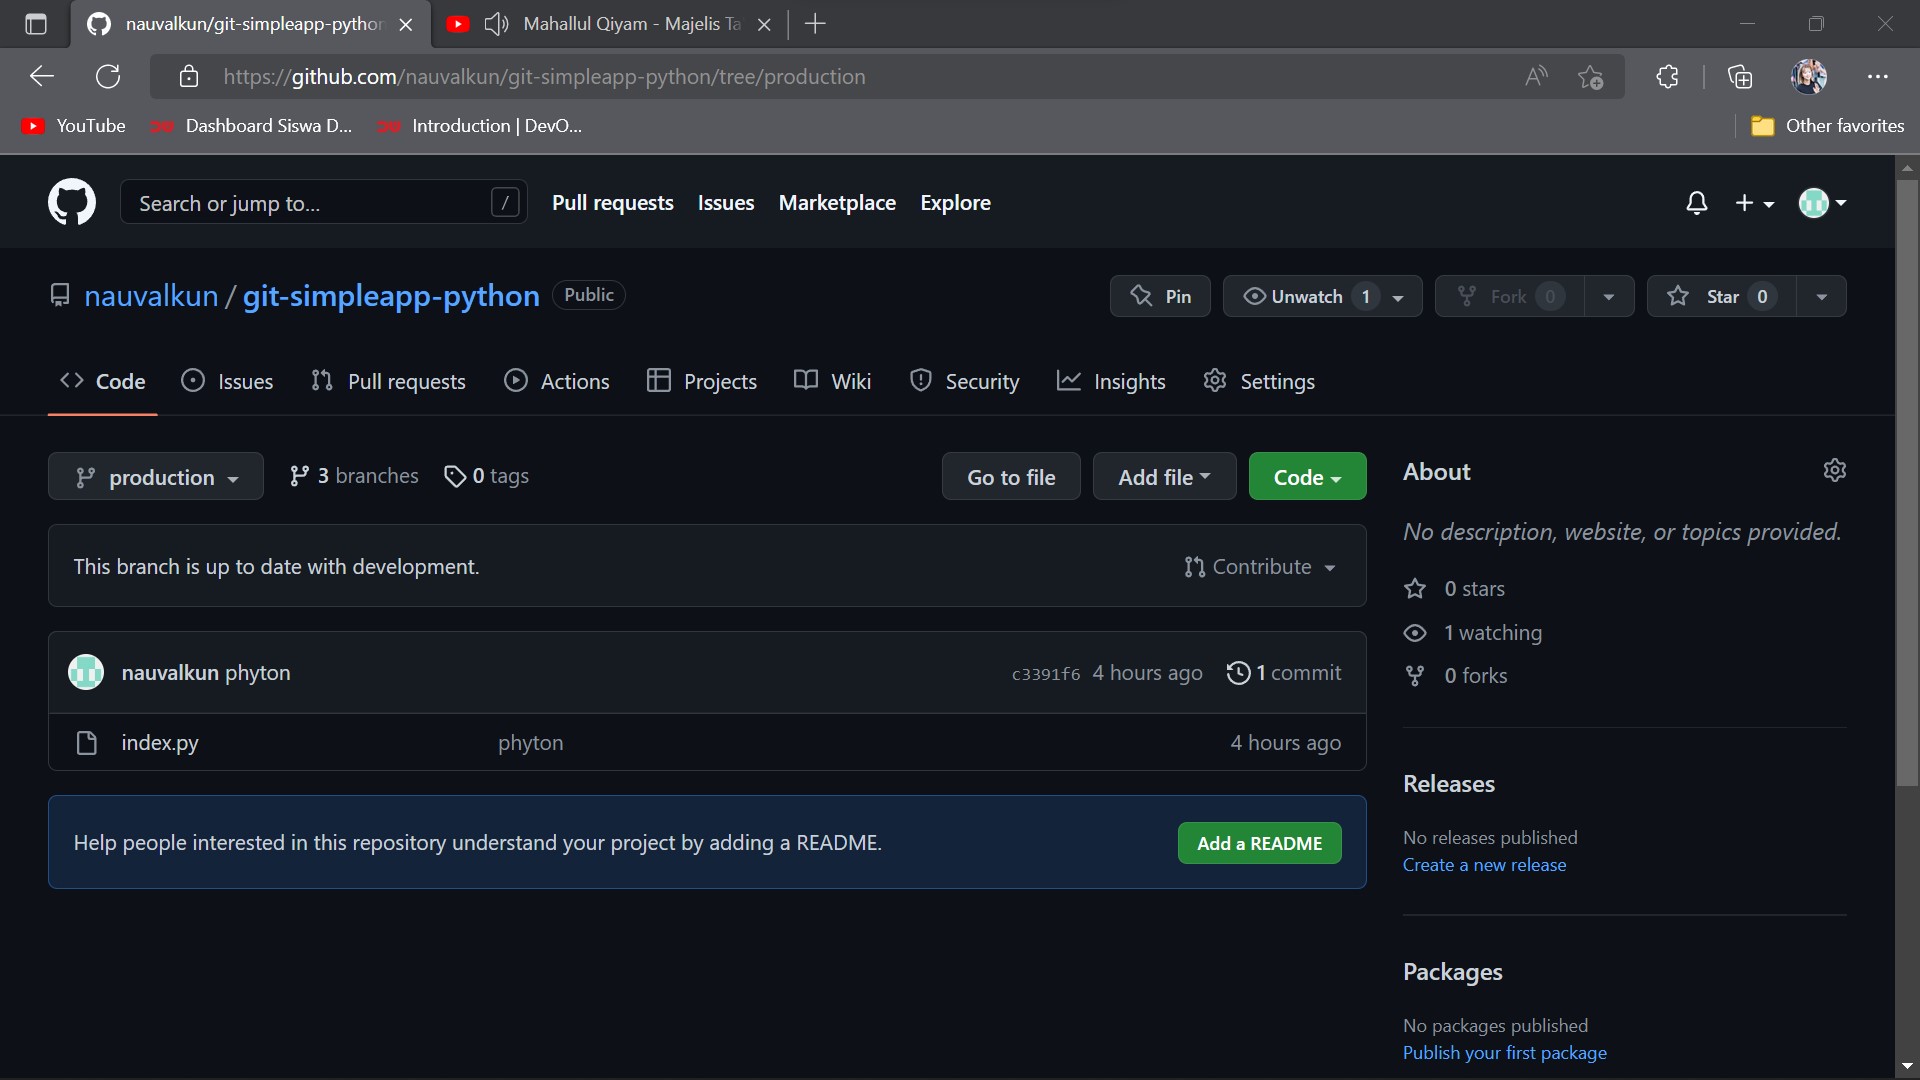 nauvalkun/git-simpleapp-python
Mahallul Qiyam - Majelis Ta
https://github.com/nauvalkun/git-simpleapp-python/tree/production
YouTube
Dashboard Siswa D...
Introduction | DevO...
Other favorites
Search or jump to... /
Pull requests
Issues
Marketplace
Explore
nauvalkun / git-simpleapp-python Public
Pin
Unwatch 1
Fork 0
Star 0
Code
Issues
Pull requests
Actions
Projects
Wiki
Security
Insights
Settings
production
3 branches
0 tags
Go to file
Add file
Code
This branch is up to date with development.
Contribute
nauvalkun phyton
c3391f6 4 hours ago
1 commit
index.py
phyton
4 hours ago
Help people interested in this repository understand your project by adding a README.
Add a README
About
No description, website, or topics provided.
0 stars
1 watching
0 forks
Releases
No releases published
Create a new release
Packages
No packages published
Publish your first package